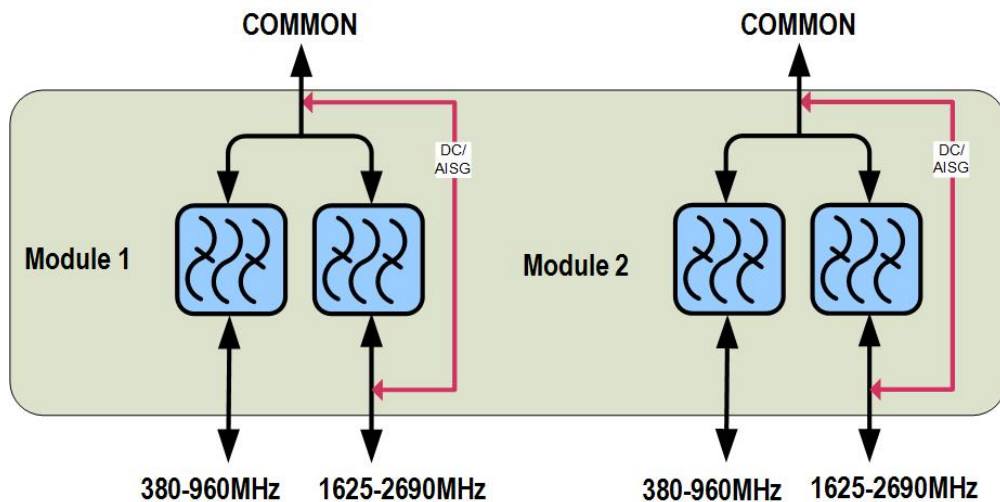 COMMON
COMMON
DC/
AISG
DC/
AISG
Module 1
Module 2
380-960MHz
1625-2690MHz
380-960MHz
1625-2690MHz